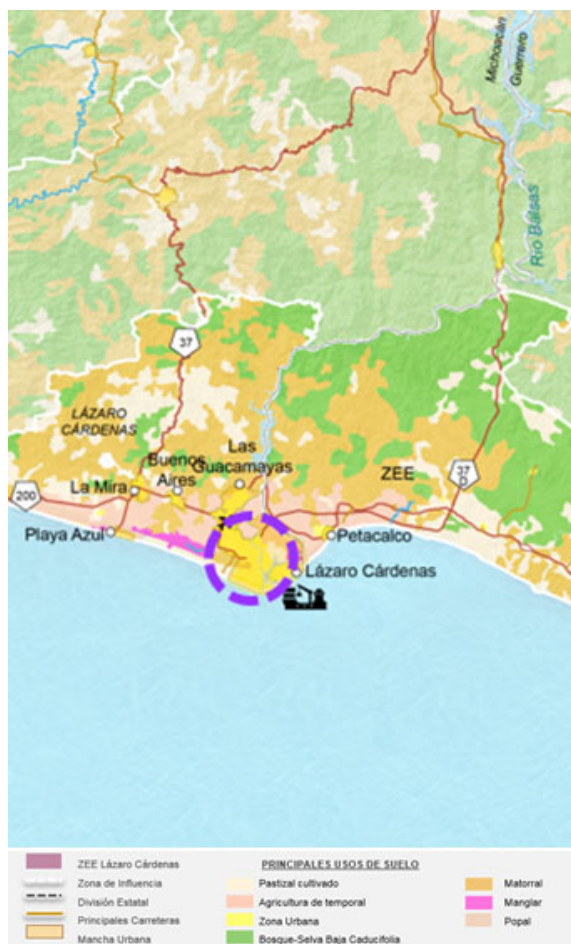 Michoacán
Guerrero
Río Balsas
37
LÁZARO
CÁRDENAS
Las
Guacamayas
Buenos
Aires
La Mira
ZEE
37
D
200
Playa Azul
Petacalco
Lázaro Cárdenas
PRINCIPALES USOS DE SUELO
ZEE Lázaro Cárdenas
Zona de Influencia
División Estatal
Principales Carreteras
Mancha Urbana
Pastizal cultivado
Agricultura de temporal
Zona Urbana
Bosque-Selva Baja Caducifolia
Matorral
Manglar
Popal